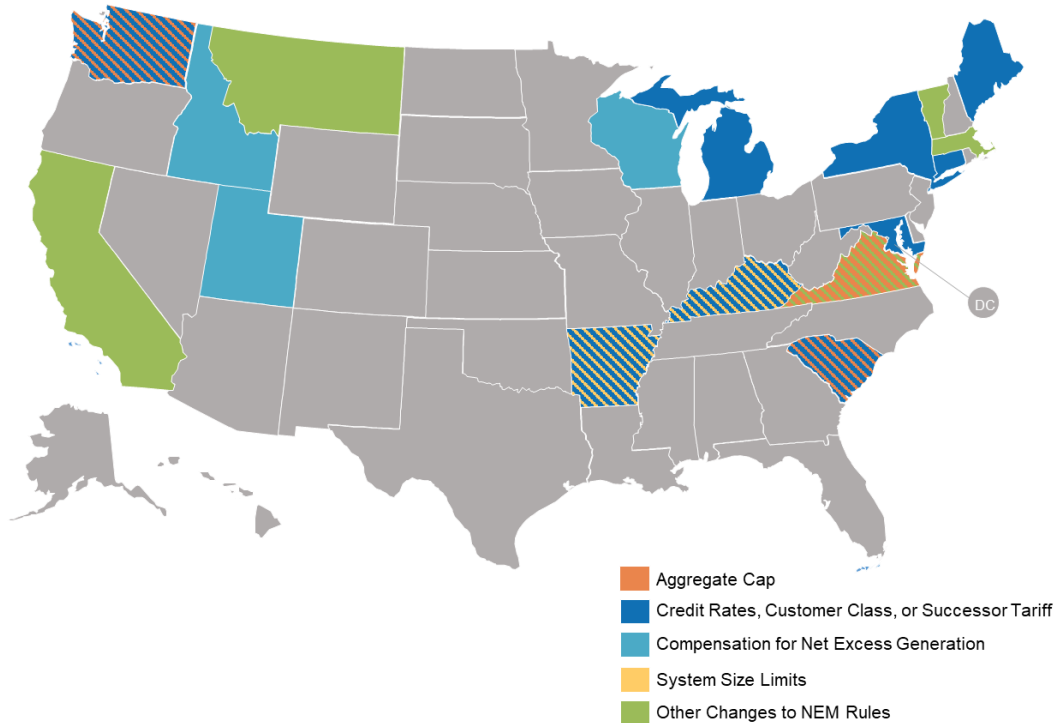 DC
Aggregate Cap
Credit Rates, Customer Class, or Successor Tariff
Compensation for Net Excess Generation
System Size Limits
Other Changes to NEM Rules